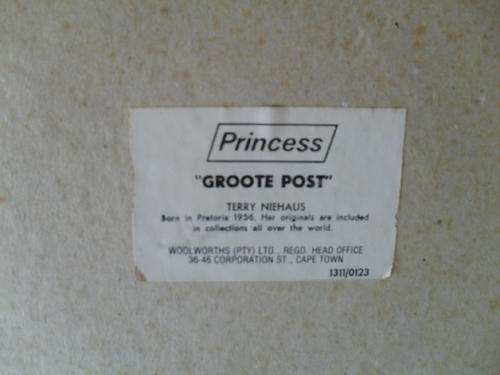 Princess
"GROOTE POST"
TERRY NIEHAUS
Born in Pretoria 1956. Her originals are included
in collections all over the world.
WOOLWORTHS (PTY) LTD., REGD. HEAD OFFICE
36-46 CORPORATION ST., CAPE TOWN
1311/0123